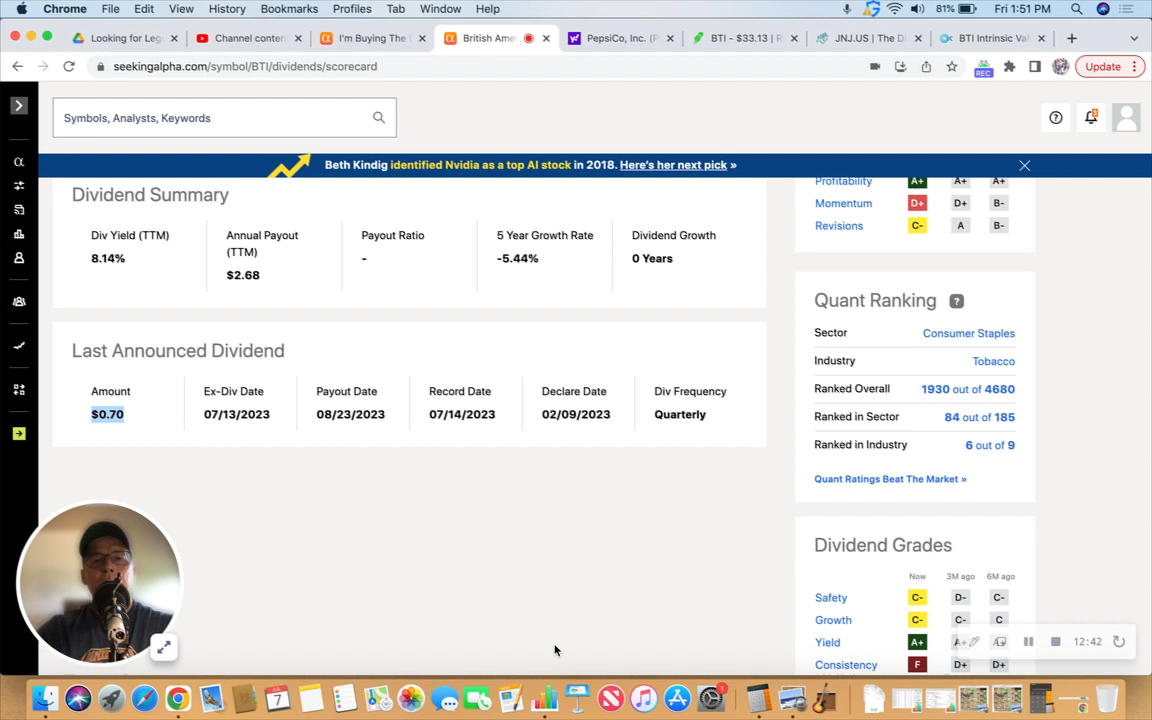 Chrome File Edit View History Bookmarks Profiles Tab Window Help 81% Fri 1:51 PM
Looking for Leg Channel conten I'm Buying The British Ame PepsiCo, Inc. (P BTI - $33.13 | R JNJ.US | The D BTI Intrinsic Va
seekingalpha.com/symbol/BTI/dividends/scorecard REC Update
Symbols, Analysts, Keywords
Beth Kindig identified Nvidia as a top AI stock in 2018. Here's her next pick »
Dividend Summary
Div Yield (TTM) Annual Payout (TTM) Payout Ratio 5 Year Growth Rate Dividend Growth
8.14% $2.68 - -5.44% 0 Years
Last Announced Dividend
Amount Ex-Div Date Payout Date Record Date Declare Date Div Frequency
$0.70 07/13/2023 08/23/2023 07/14/2023 02/09/2023 Quarterly
Profitability A+ A+ A+
Momentum D+ D+ B-
Revisions C- A B-
Quant Ranking ?
Sector Consumer Staples
Industry Tobacco
Ranked Overall 1930 out of 4680
Ranked in Sector 84 out of 185
Ranked in Industry 6 out of 9
Quant Ratings Beat The Market »
Dividend Grades
Now 3M ago 6M ago
Safety C- D- C-
Growth C- C- C
Yield A+ A+
Consistency F D+ D+
12:42
JUL 7
1